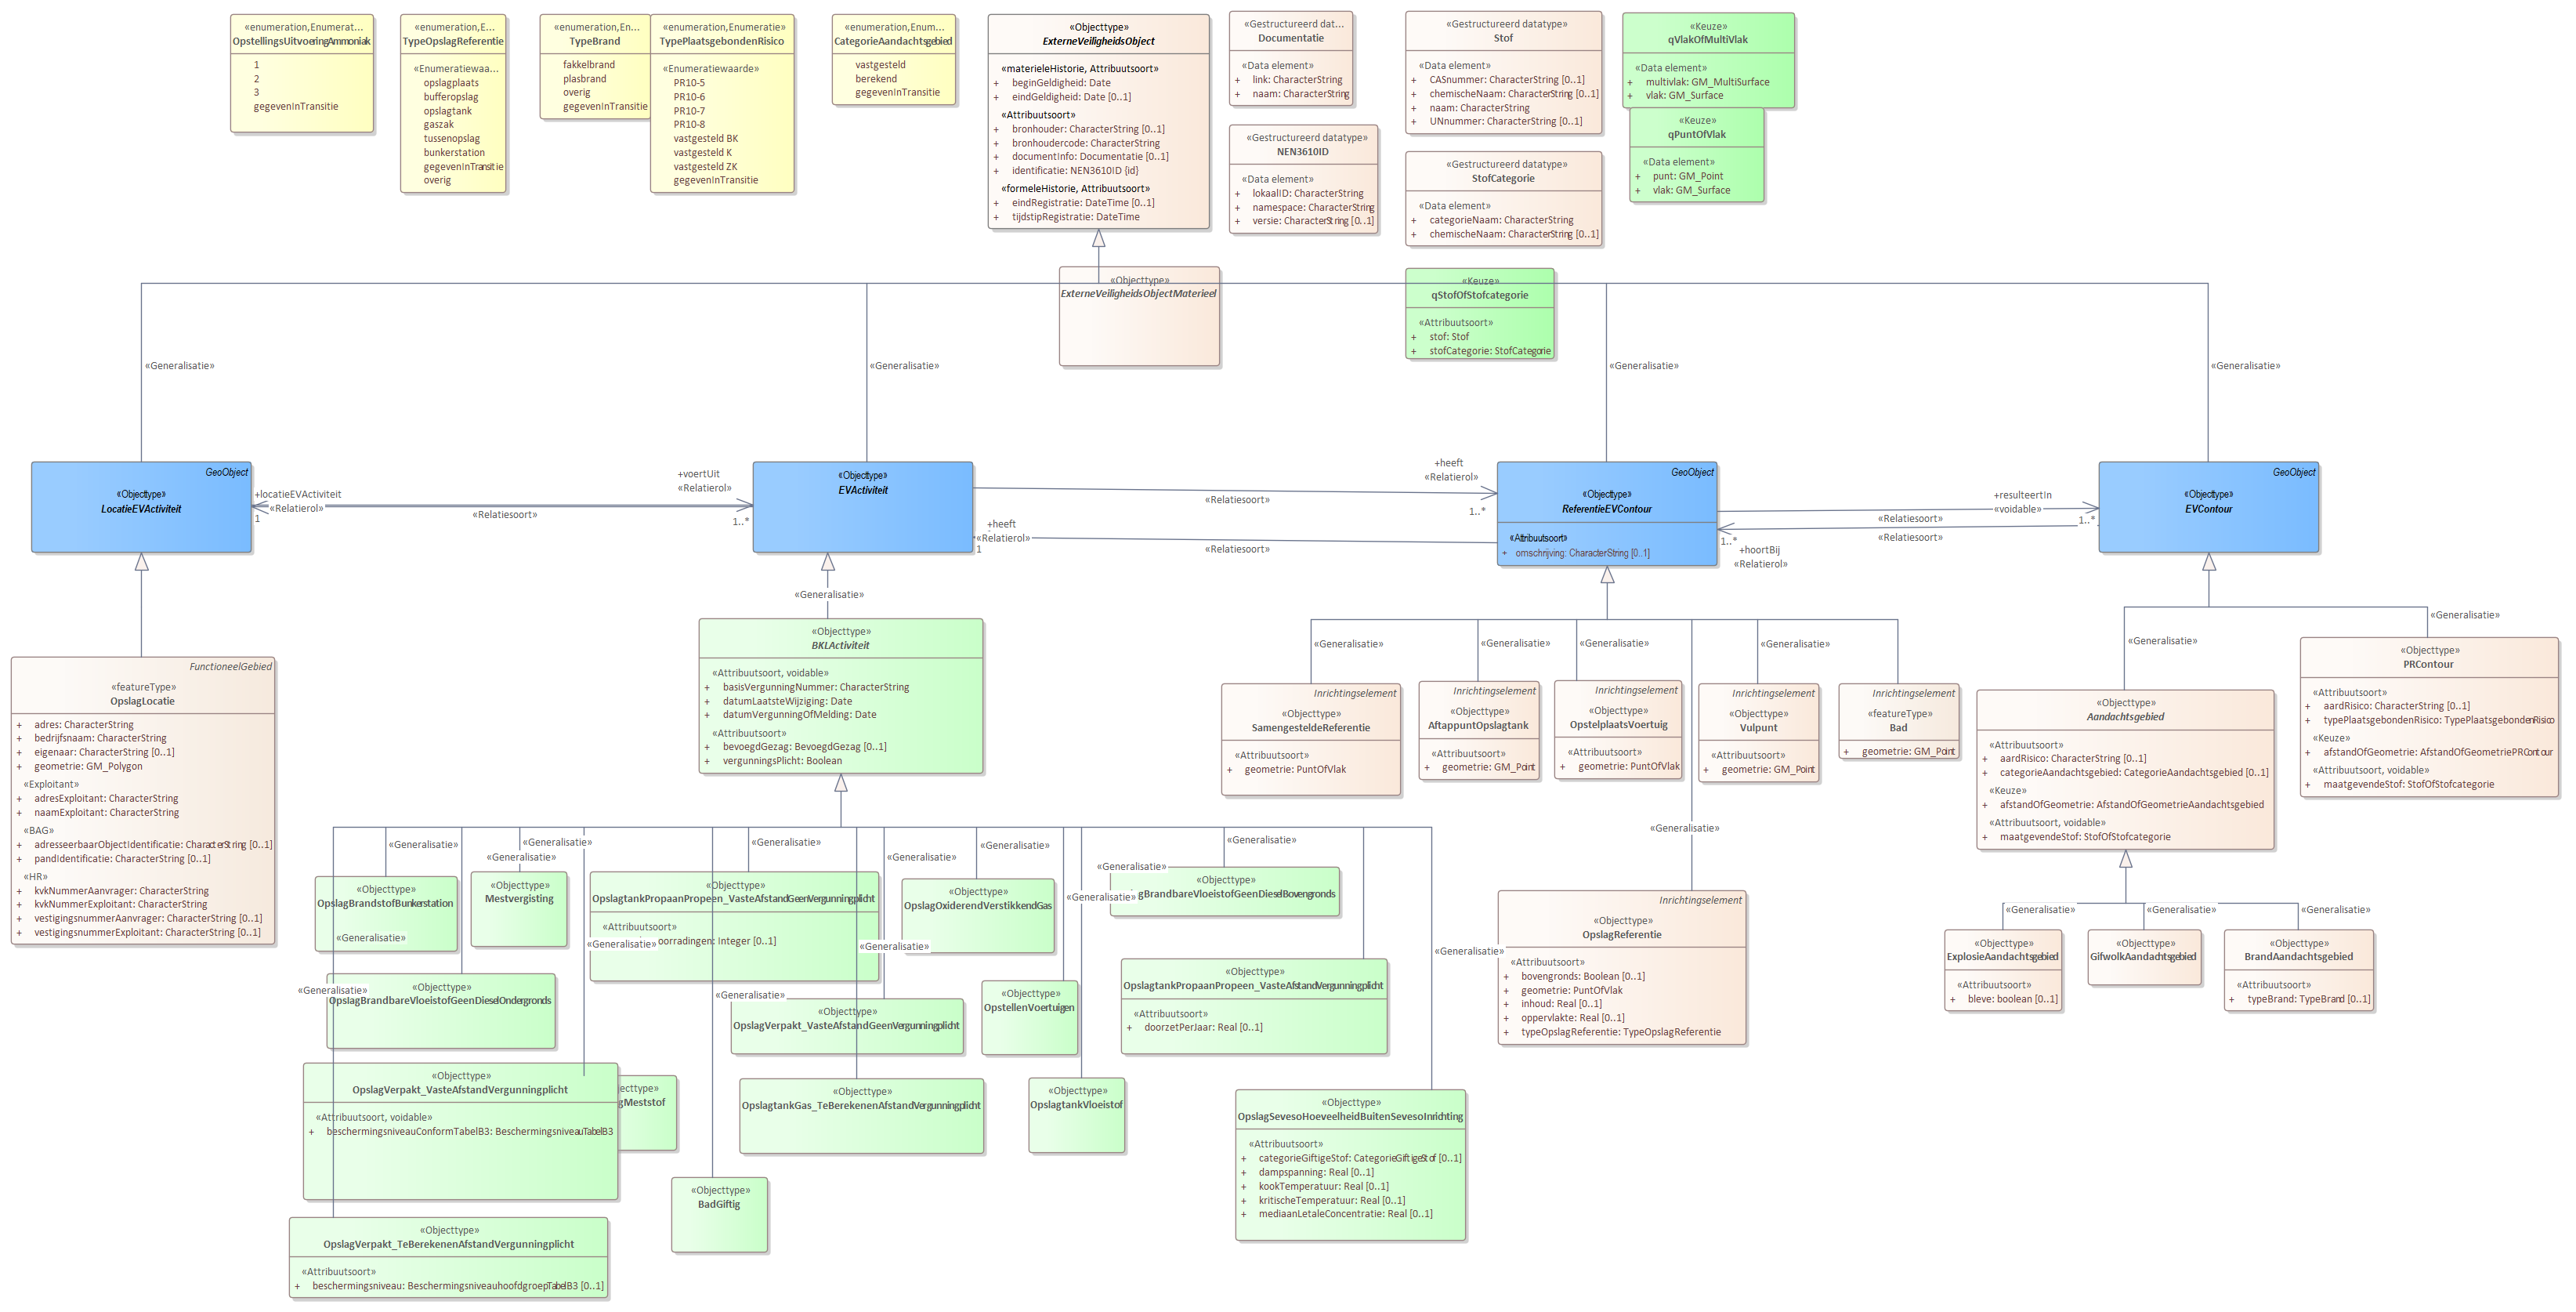 «enumeration,Enumerat...
OpstellingsUitvoeringAmmoniak
1
2
3
gegevenInTransitie
«enumeration,E...
TypeOpslagReferentie
«Enumeratiewaa...
opslagplaats
bufferopslag
opslagtank
gaszak
tussenopslag
bunkerstation
gegevenInTransitie
overig
«enumeration,En...
TypeBrand
fakkelbrand
plasbrand
overig
gegevenInTransitie
«enumeration,Enumeratie»
TypePlaatsgebondenRisico
«Enumeratiewaarde»
PR10-5
PR10-6
PR10-7
PR10-8
vastgesteld BK
vastgesteld K
vastgesteld ZK
gegevenInTransitie
«enumeration,Enum...
CategorieAandachtsgebied
vastgesteld
berekend
gegevenInTransitie
«Objecttype»
ExterneVeiligheidsObject
«materieleHistorie, Attribuutsoort»
+ beginGeldigheid: Date
+ eindGeldigheid: Date [0..1]
«Attribuutsoort»
+ bronhouder: CharacterString [0..1]
+ bronhoudercode: CharacterString
+ documentInfo: Documentatie [0..1]
+ identificatie: NEN3610ID {id}
«formeleHistorie, Attribuutsoort»
+ eindRegistratie: DateTime [0..1]
+ tijdstipRegistratie: DateTime
«Gestructureerd dat...
Documentatie
«Data element»
+ link: CharacterString
+ naam: CharacterString
«Gestructureerd datatype»
NEN3610ID
«Data element»
+ lokaalID: CharacterString
+ namespace: CharacterString
+ versie: CharacterString [0..1]
«Gestructureerd datatype»
Stof
«Data element»
+ CASnummer: CharacterString [0..1]
+ chemischeNaam: CharacterString [0..1]
+ naam: CharacterString
+ UNnummer: CharacterString [0..1]
«Gestructureerd datatype»
StofCategorie
«Data element»
+ categorieNaam: CharacterString
+ chemischeNaam: CharacterString [0..1]
«Keuze»
qVlakOfMultiVlak
«Data element»
+ multivlak: GM_MultiSurface
+ vlak: GM_Surface
«Keuze»
qPuntOfVlak
«Data element»
+ punt: GM_Point
+ vlak: GM_Surface
«Objecttype»
ExterneVeiligheidsObjectMaterieel
«Keuze»
qStofOfStofcategorie
«Attribuutsoort»
+ stof: Stof
+ stofCategorie: StofCategorie
«Generalisatie»
«Generalisatie»
«Generalisatie»
«Generalisatie»
GeoObject
«Objecttype»
LocatieEVActiviteit
+locatieEVActiviteit
«Relatierol»
1
«Relatiesoort»
+voertUit
«Relatierol»
1..*
«Objecttype»
EVActiviteit
+heeft
«Relatierol»
1
«Relatiesoort»
«Relatiesoort»
+heeft
«Relatierol»
1..*
GeoObject
«Objecttype»
ReferentieEVContour
«Attribuutsoort»
+ omschrijving: CharacterString [0..1]
1..*
+hoortBij
«Relatierol»
«Relatiesoort»
«Relatiesoort»
+resulteertIn
«voidable»
1..*
GeoObject
«Objecttype»
EVContour
FunctioneelGebied
«featureType»
OpslagLocatie
+ adres: CharacterString
+ bedrijfsnaam: CharacterString
+ eigenaar: CharacterString [0..1]
+ geometrie: GM_Polygon
«Exploitant»
+ adresExploitant: CharacterString
+ naamExploitant: CharacterString
«BAG»
+ adresseerbaarObjectIdentificatie: CharacterString [0..1]
+ pandIdentificatie: CharacterString [0..1]
«HR»
+ kvkNummerAanvrager: CharacterString
+ kvkNummerExploitant: CharacterString
+ vestigingsnummerAanvrager: CharacterString [0..1]
+ vestigingsnummerExploitant: CharacterString [0..1]
«Generalisatie»
«Objecttype»
BKLActiviteit
«Attribuutsoort, voidable»
+ basisVergunningNummer: CharacterString
+ datumLaatsteWijziging: Date
+ datumVergunningOfMelding: Date
«Attribuutsoort»
+ bevoegdGezag: BevoegdGezag [0..1]
+ vergunningsPlicht: Boolean
«Generalisatie»
«Generalisatie»
«Generalisatie»
«Generalisatie»
«Generalisatie»
«Generalisatie»
Inrichtingselement
«Objecttype»
SamengesteldeReferentie
«Attribuutsoort»
+ geometrie: PuntOfVlak
Inrichtingselement
«Objecttype»
AftappuntOpslagtank
«Attribuutsoort»
+ geometrie: GM_Point
Inrichtingselement
«Objecttype»
OpstelplaatsVoertuig
«Attribuutsoort»
+ geometrie: PuntOfVlak
Inrichtingselement
«Objecttype»
Vulpunt
«Attribuutsoort»
+ geometrie: GM_Point
Inrichtingselement
«featureType»
Bad
+ geometrie: GM_Point
Inrichtingselement
«Objecttype»
OpslagReferentie
«Attribuutsoort»
+ bovengronds: Boolean [0..1]
+ geometrie: PuntOfVlak
+ inhoud: Real [0..1]
+ oppervlakte: Real [0..1]
+ typeOpslagReferentie: TypeOpslagReferentie
«Generalisatie»
«Generalisatie»
«Objecttype»
Aandachtsgebied
«Attribuutsoort»
+ aardRisico: CharacterString [0..1]
+ categorieAandachtsgebied: CategorieAandachtsgebied [0..1]
«Keuze»
+ afstandOfGeometrie: AfstandOfGeometrieAandachtsgebied
«Attribuutsoort, voidable»
+ maatgevendeStof: StofOfStofcategorie
«Objecttype»
PRContour
«Attribuutsoort»
+ aardRisico: CharacterString [0..1]
+ typePlaatsgebondenRisico: TypePlaatsgebondenRisico
«Keuze»
+ afstandOfGeometrie: AfstandOfGeometriePRContour
«Attribuutsoort, voidable»
+ maatgevendeStof: StofOfStofcategorie
«Generalisatie»
«Generalisatie»
«Generalisatie»
«Objecttype»
ExplosieAandachtsgebied
«Attribuutsoort»
+ bleve: boolean [0..1]
«Objecttype»
GifwolkAandachtsgebied
«Objecttype»
BrandAandachtsgebied
«Attribuutsoort»
+ typeBrand: TypeBrand [0..1]
«Generalisatie»
«Generalisatie»
«Generalisatie»
«Generalisatie»
«Generalisatie»
«Generalisatie»
«Generalisatie»
«Objecttype»
OpslagBrandstofBunkerstation
«Generalisatie»
«Objecttype»
Mestvergisting
«Objecttype»
OpslagtankPropaanPropeen_VasteAfstandGeenVergunningplicht
«Attribuutsoort»
oorradingen: Integer [0..1]
«Generalisatie»
«Generalisatie»
«Objecttype»
OpslagOxiderendVerstikkendGas
«Generalisatie»
«Generalisatie»
«Objecttype»
lagBrandbareVloeistofGeenDieselBovengronds
«Generalisatie»
«Generalisatie»
«Objecttype»
OpslagBrandbareVloeistofGeenDieselOndergronds
«Generalisatie»
«Objecttype»
OpslagVerpakt_VasteAfstandGeenVergunningplicht
«Objecttype»
OpstellenVoertuigen
«Objecttype»
OpslagtankPropaanPropeen_VasteAfstandVergunningplicht
«Attribuutsoort»
+ doorzetPerJaar: Real [0..1]
«Objecttype»
OpslagVerpakt_VasteAfstandVergunningplicht
«Attribuutsoort, voidable»
+ beschermingsniveauConformTabelB3: BeschermingsniveauTabelB3
jecttype»
gMeststof
«Objecttype»
OpslagtankGas_TeBerekenenAfstandVergunningplicht
«Objecttype»
OpslagtankVloeistof
«Objecttype»
OpslagSevesoHoeveelheidBuitenSevesoInrichting
«Attribuutsoort»
+ categorieGiftigeStof: CategorieGiftigeStof [0..1]
+ dampspanning: Real [0..1]
+ kookTemperatuur: Real [0..1]
+ kritischeTemperatuur: Real [0..1]
+ mediaanLetaleConcentratie: Real [0..1]
«Objecttype»
BadGiftig
«Objecttype»
OpslagVerpakt_TeBerekenenAfstandVergunningplicht
«Attribuutsoort»
+ beschermingsniveau: BeschermingsniveauhoofdgroepTabelB3 [0..1]